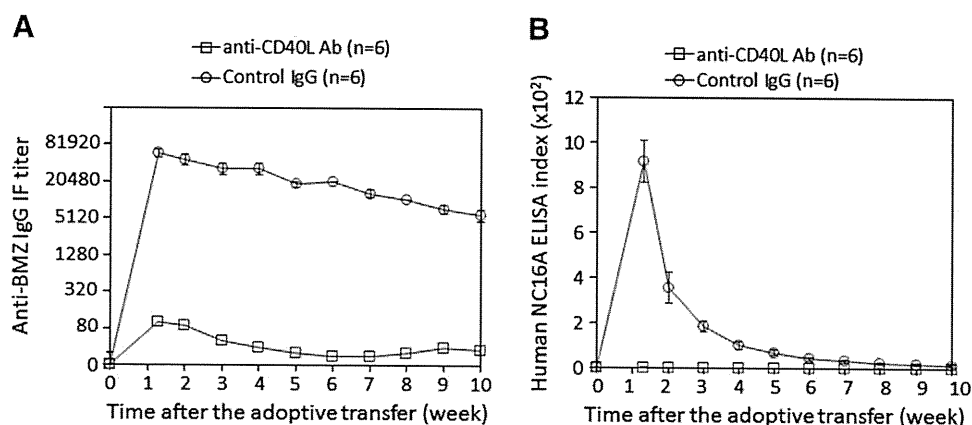 A
anti-CD40L Ab (n=6)
Control IgG (n=6)
Anti-BMZ IgG IF titer
81920
20480
5120
1280
320
80
0
0 1 2 3 4 5 6 7 8 9 10
Time after the adoptive transfer (week)
B
anti-CD40L Ab (n=6)
Control IgG (n=6)
Human NC16A ELISA index (x10²)
12
10
8
6
4
2
0
0 1 2 3 4 5 6 7 8 9 10
Time after the adoptive transfer (week)